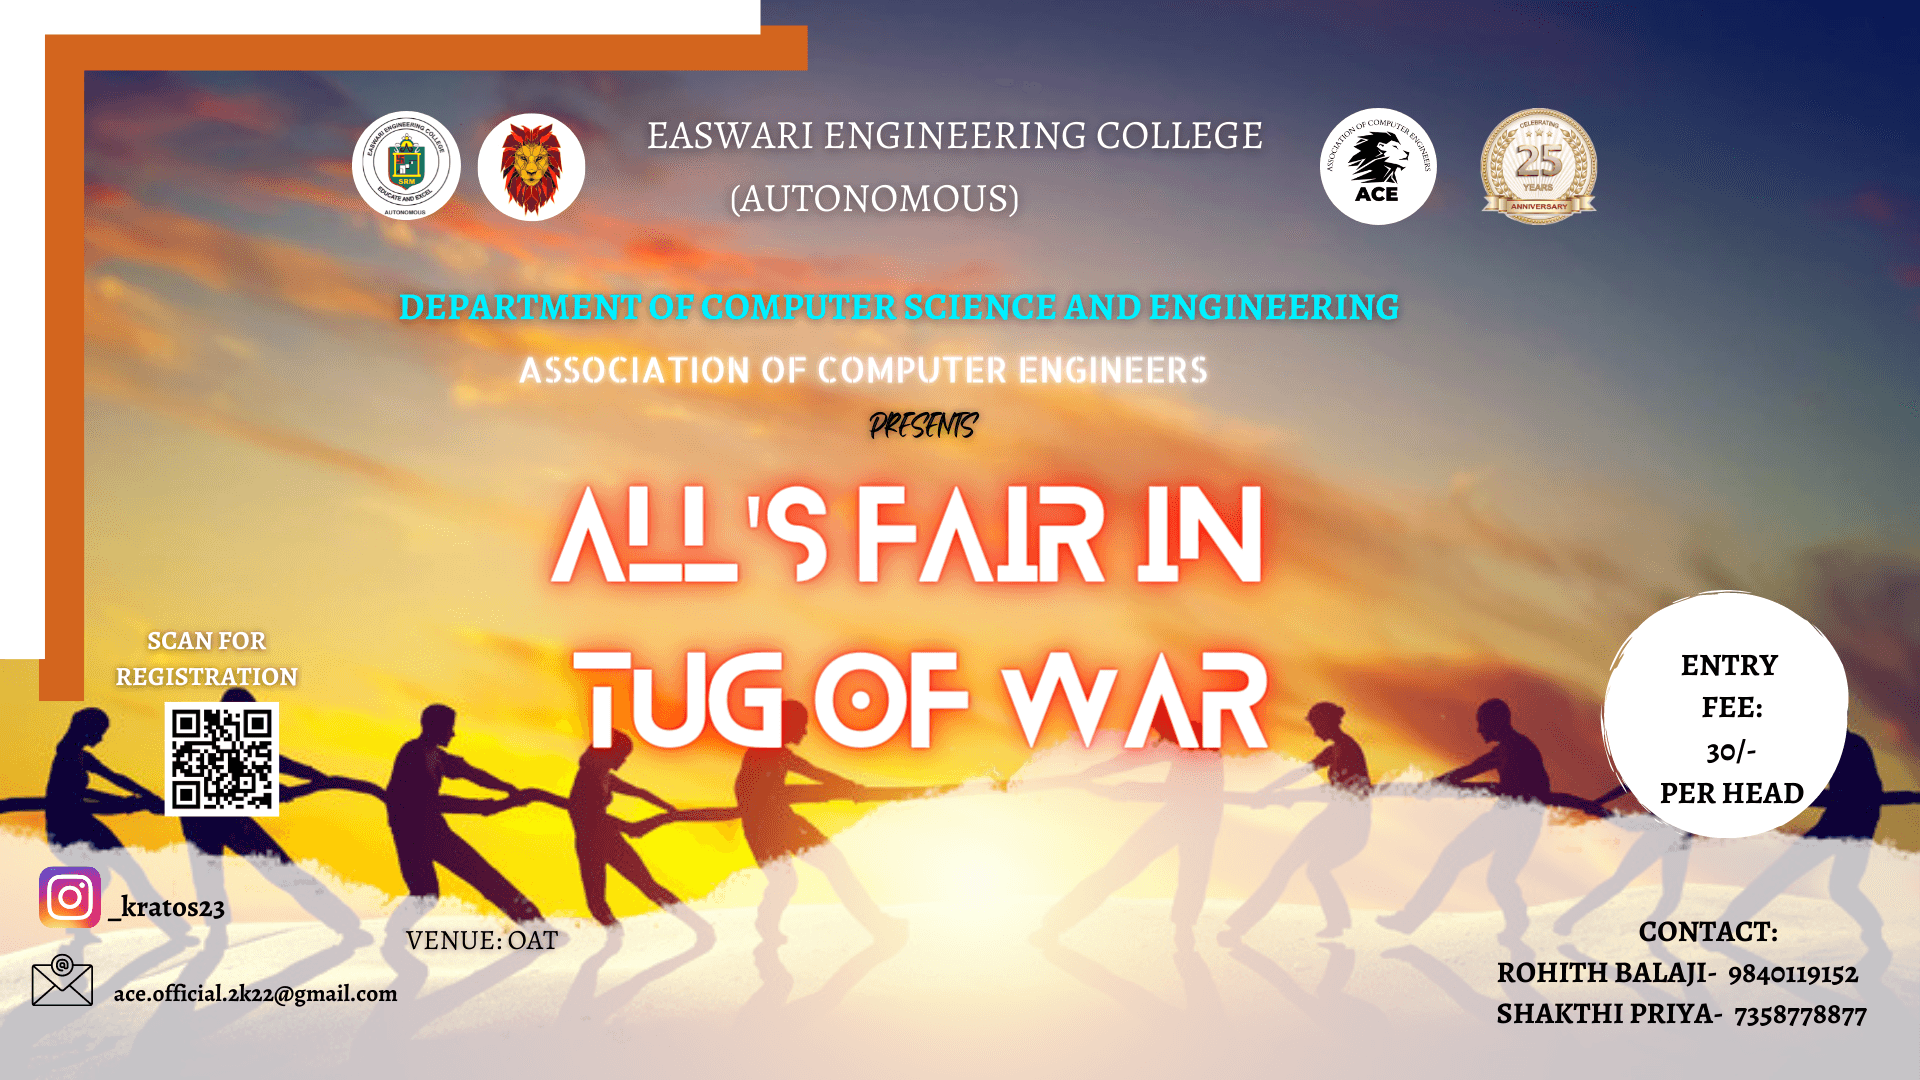 EASWARI ENGINEERING COLLEGE
EDUCATE AND EXCEL
SRM
AUTONOMOUS
EASWARI ENGINEERING COLLEGE
(AUTONOMOUS)
ASSOCIATION OF COMPUTER ENGINEERS
ACE
CELEBRATING
25
YEARS
ANNIVERSARY
DEPARTMENT OF COMPUTER SCIENCE AND ENGINEERING
ASSOCIATION OF COMPUTER ENGINEERS
PRESENTS
ALL'S FAIR IN
TUG OF WAR
SCAN FOR
REGISTRATION
ENTRY
FEE:
30/-
PER HEAD
_kratos23
VENUE: OAT
ace.official.2k22@gmail.com
CONTACT:
ROHITH BALAJI- 9840119152
SHAKTHI PRIYA- 7358778877